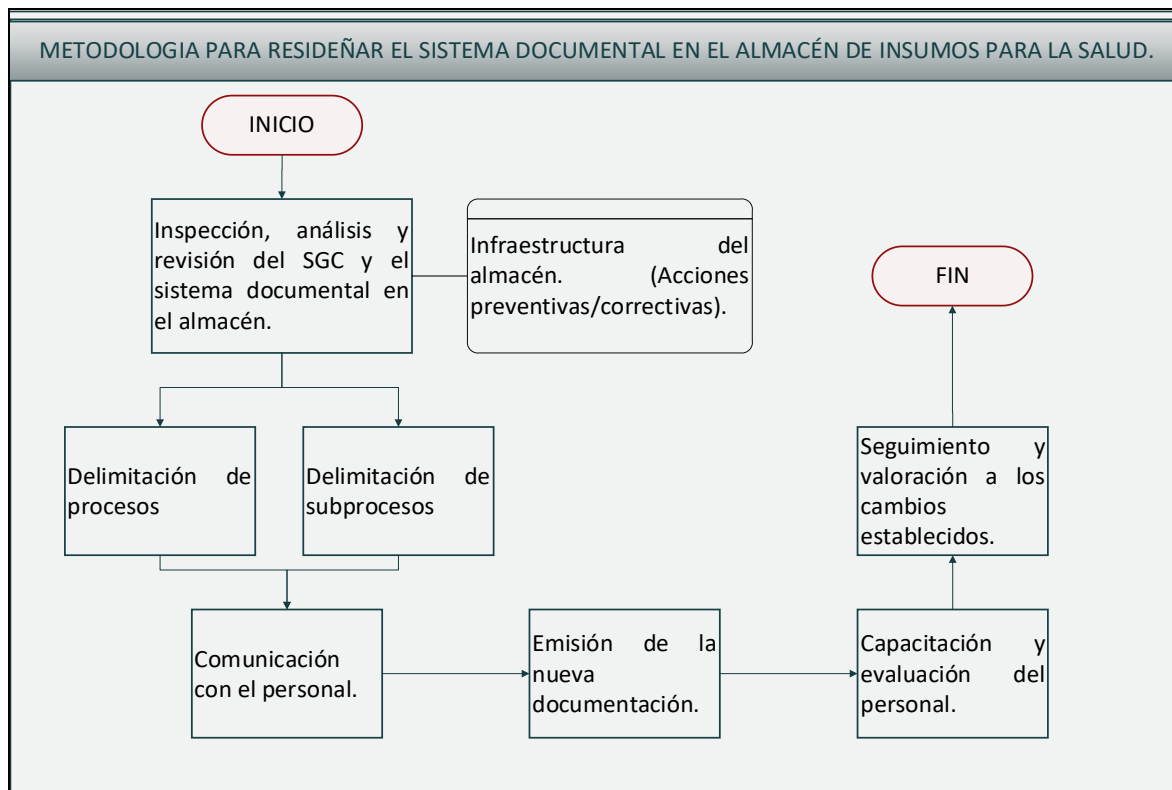 METODOLOGIA PARA RESIDEÑAR EL SISTEMA DOCUMENTAL EN EL ALMACÉN DE INSUMOS PARA LA SALUD.
INICIO
Inspección, análisis y
revisión del SGC y el
sistema documental en
el almacén.
Infraestructura del
almacén. (Acciones
preventivas/correctivas).
Delimitación de
procesos
Delimitación de
subprocesos
Comunicación
con el personal.
Emisión de la
nueva
documentación.
Capacitación y
evaluación del
personal.
Seguimiento y
valoración a los
cambios
establecidos.
FIN